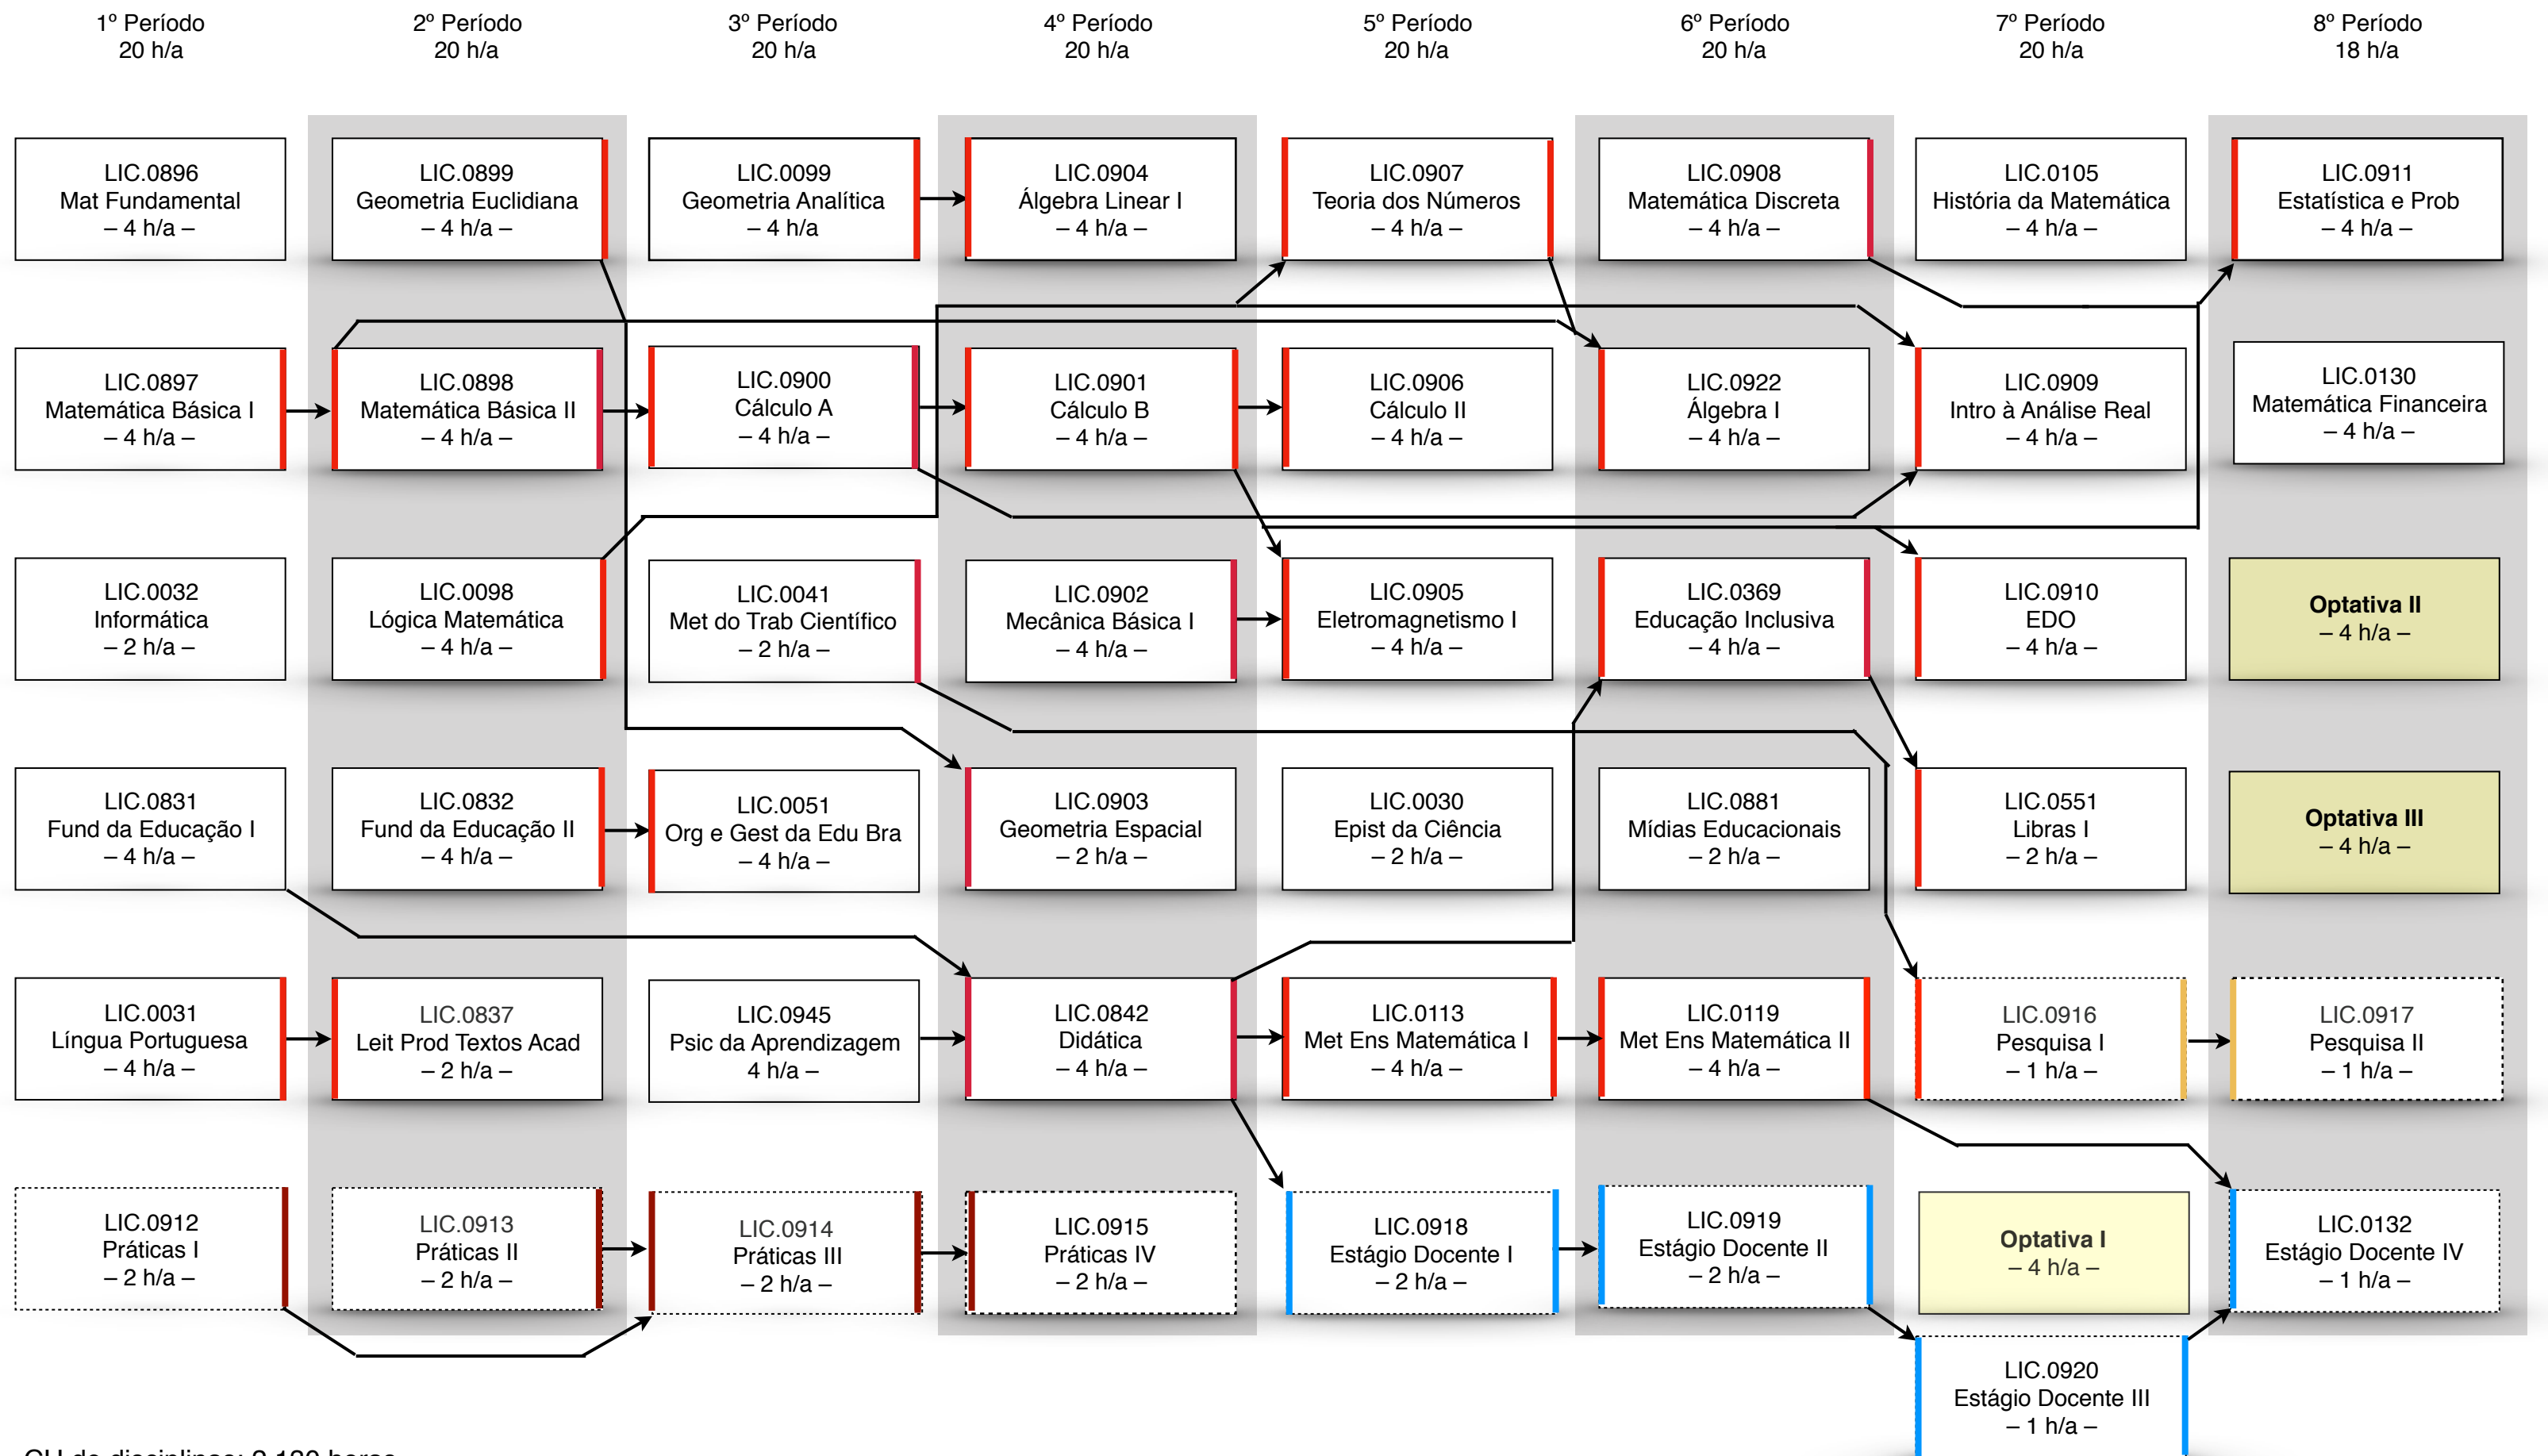 1º Período
20 h/a
2º Período
20 h/a
3º Período
20 h/a
4º Período
20 h/a
5º Período
20 h/a
6º Período
20 h/a
7º Período
20 h/a
8º Período
18 h/a
LIC.0896
Mat Fundamental
– 4 h/a –
LIC.0899
Geometria Euclidiana
– 4 h/a –
LIC.0099
Geometria Analítica
– 4 h/a
LIC.0904
Álgebra Linear I
– 4 h/a –
LIC.0907
Teoria dos Números
– 4 h/a –
LIC.0908
Matemática Discreta
– 4 h/a –
LIC.0105
História da Matemática
– 4 h/a –
LIC.0911
Estatística e Prob
– 4 h/a –
LIC.0897
Matemática Básica I
– 4 h/a –
LIC.0898
Matemática Básica II
– 4 h/a –
LIC.0900
Cálculo A
– 4 h/a –
LIC.0901
Cálculo B
– 4 h/a –
LIC.0906
Cálculo II
– 4 h/a –
LIC.0922
Álgebra I
– 4 h/a –
LIC.0909
Intro à Análise Real
– 4 h/a –
LIC.0130
Matemática Financeira
– 4 h/a –
LIC.0032
Informática
– 2 h/a –
LIC.0098
Lógica Matemática
– 4 h/a –
LIC.0041
Met do Trab Científico
– 2 h/a –
LIC.0902
Mecânica Básica I
– 4 h/a –
LIC.0905
Eletromagnetismo I
– 4 h/a –
LIC.0369
Educação Inclusiva
– 4 h/a –
LIC.0910
EDO
– 4 h/a –
Optativa II
– 4 h/a –
LIC.0831
Fund da Educação I
– 4 h/a –
LIC.0832
Fund da Educação II
– 4 h/a –
LIC.0051
Org e Gest da Edu Bra
– 4 h/a –
LIC.0903
Geometria Espacial
– 2 h/a –
LIC.0030
Epist da Ciência
– 2 h/a –
LIC.0881
Mídias Educacionais
– 2 h/a –
LIC.0551
Libras I
– 2 h/a –
Optativa III
– 4 h/a –
LIC.0031
Língua Portuguesa
– 4 h/a –
LIC.0837
Leit Prod Textos Acad
– 2 h/a –
LIC.0945
Psic da Aprendizagem
4 h/a –
LIC.0842
Didática
– 4 h/a –
LIC.0113
Met Ens Matemática I
– 4 h/a –
LIC.0119
Met Ens Matemática II
– 4 h/a –
LIC.0916
Pesquisa I
– 1 h/a –
LIC.0917
Pesquisa II
– 1 h/a –
LIC.0912
Práticas I
– 2 h/a –
LIC.0913
Práticas II
– 2 h/a –
LIC.0914
Práticas III
– 2 h/a –
LIC.0915
Práticas IV
– 2 h/a –
LIC.0918
Estágio Docente I
– 2 h/a –
LIC.0919
Estágio Docente II
– 2 h/a –
Optativa I
– 4 h/a –
LIC.0132
Estágio Docente IV
– 1 h/a –
LIC.0920
Estágio Docente III
– 1 h/a –